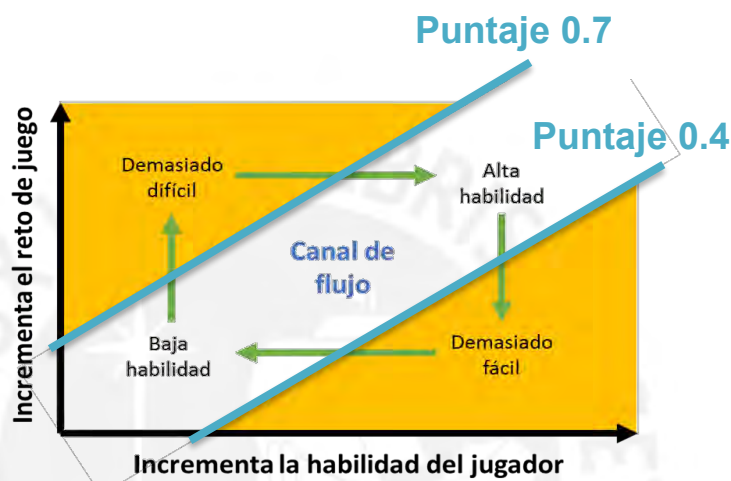 Puntaje 0.7
Puntaje 0.4
Incrementa el reto de juego
Demasiado
difícil
Alta
habilidad
Canal de
flujo
Baja
habilidad
Demasiado
fácil
Incrementa la habilidad del jugador